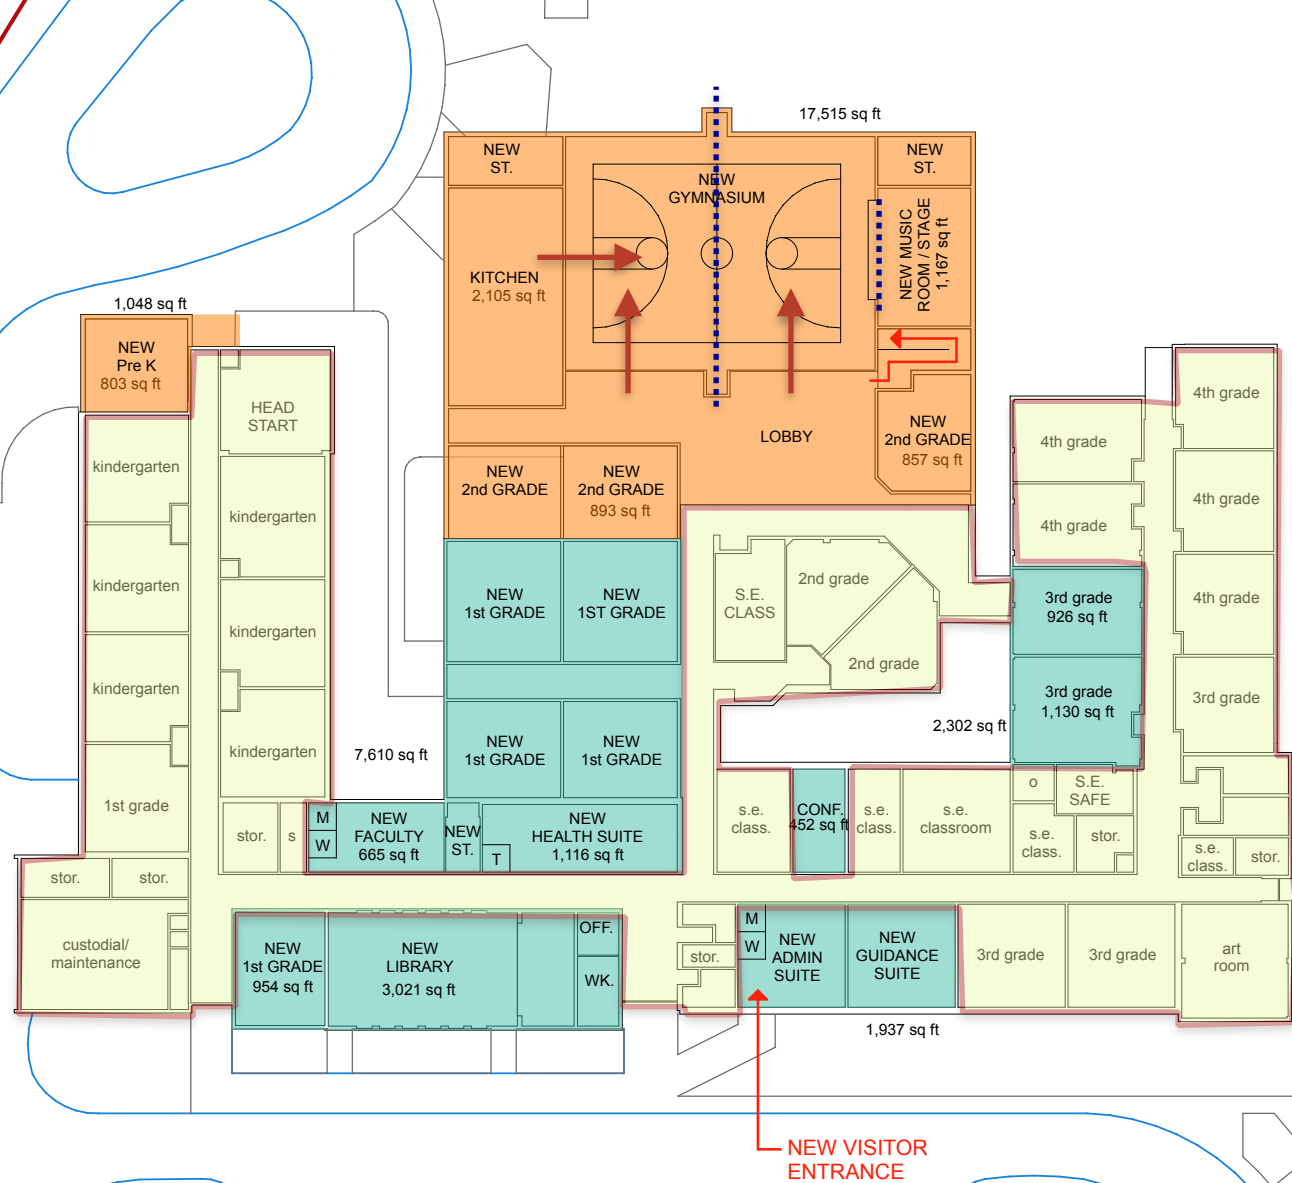 17,515 sq ft
NEW
ST.
NEW
GYMNASIUM
NEW
ST.
NEW MUSIC
ROOM / STAGE
1,167 sq ft
KITCHEN
2,105 sq ft
1,048 sq ft
NEW
Pre K
803 sq ft
HEAD
START
LOBBY
NEW
2nd GRADE
857 sq ft
4th grade
4th grade
kindergarten
NEW
2nd GRADE
NEW
2nd GRADE
893 sq ft
kindergarten
4th grade
4th grade
kindergarten
NEW
1st GRADE
NEW
1ST GRADE
S.E.
CLASS
2nd grade
3rd grade
926 sq ft
4th grade
kindergarten
2nd grade
kindergarten
3rd grade
1,130 sq ft
3rd grade
2,302 sq ft
kindergarten
7,610 sq ft
NEW
1st GRADE
NEW
1st GRADE
1st grade
stor.
s
M
W
NEW
FACULTY
665 sq ft
NEW
ST.
T
NEW
HEALTH SUITE
1,116 sq ft
s.e.
class.
CONF.
452 sq ft
s.e.
class.
s.e.
classroom
o
S.E.
SAFE
s.e.
class.
stor.
s.e.
class.
stor.
stor.
stor.
custodial/
maintenance
NEW
1st GRADE
954 sq ft
NEW
LIBRARY
3,021 sq ft
OFF.
WK.
stor.
M
W
NEW
ADMIN
SUITE
NEW
GUIDANCE
SUITE
3rd grade
3rd grade
art
room
1,937 sq ft
NEW VISITOR
ENTRANCE